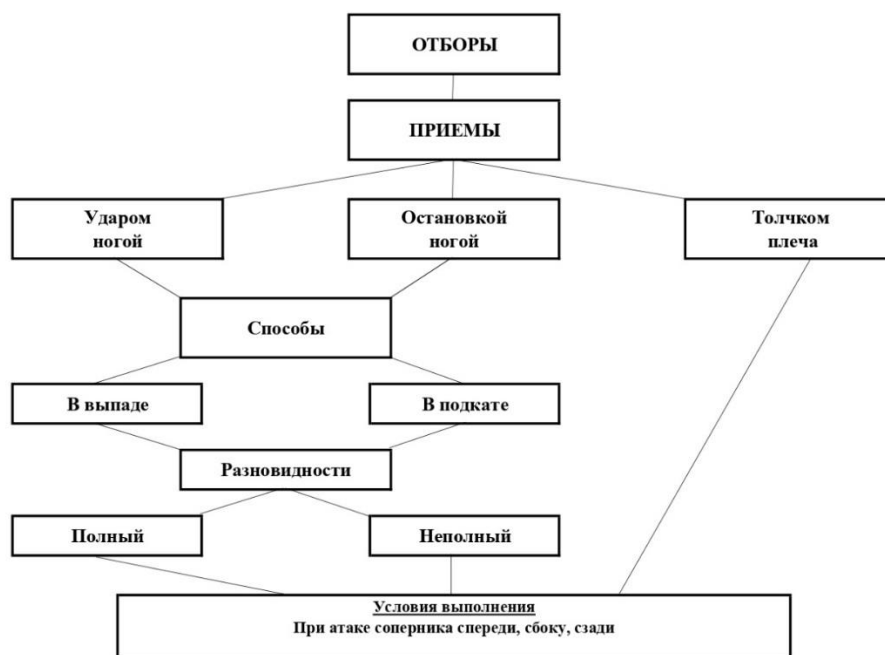 ОТБОРЫ
ПРИЕМЫ
Ударом
ногой
Остановкой
ногой
Толчком
плеча
Способы
В выпаде
В подкате
Разновидности
Полный
Неполный
Условия выполнения
При атаке соперника спереди, сбоку, сзади